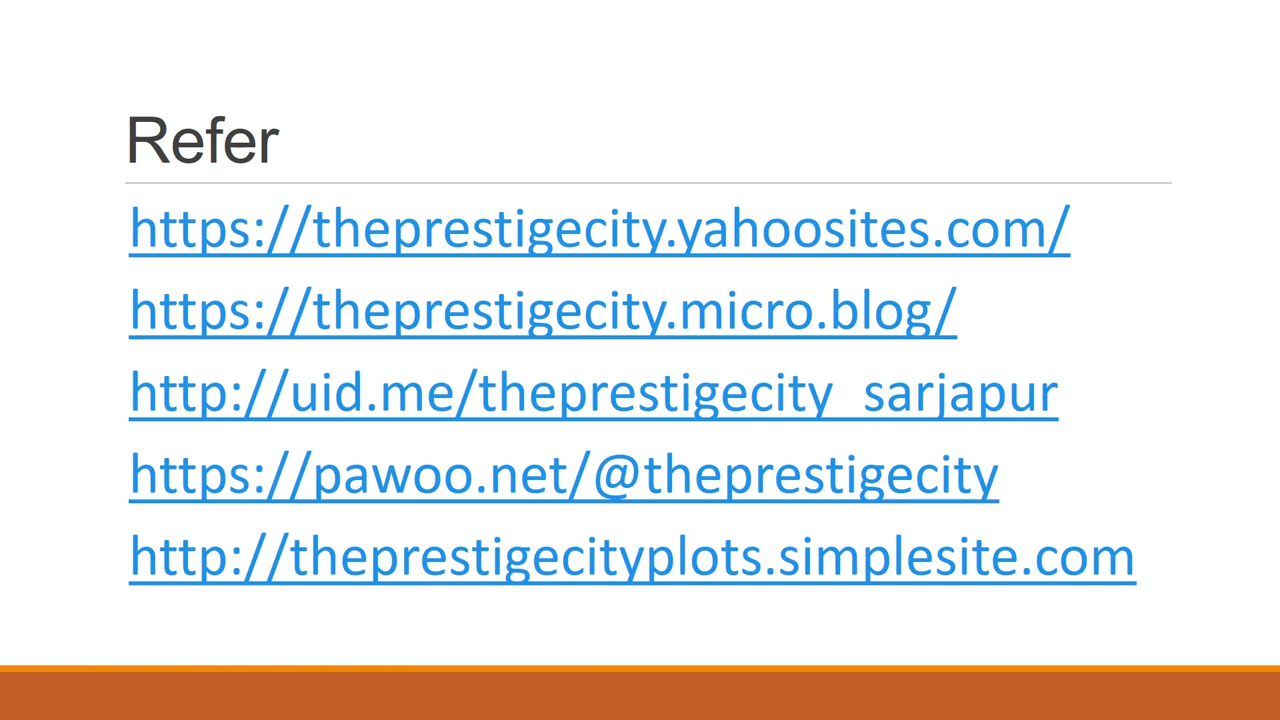 Refer
https://theprestigecity.yahoosites.com/
https://theprestigecity.micro.blog/
http://uid.me/theprestigecity_sarjapur
https://pawoo.net/@theprestigecity
http://theprestigecityplots.simplesite.com